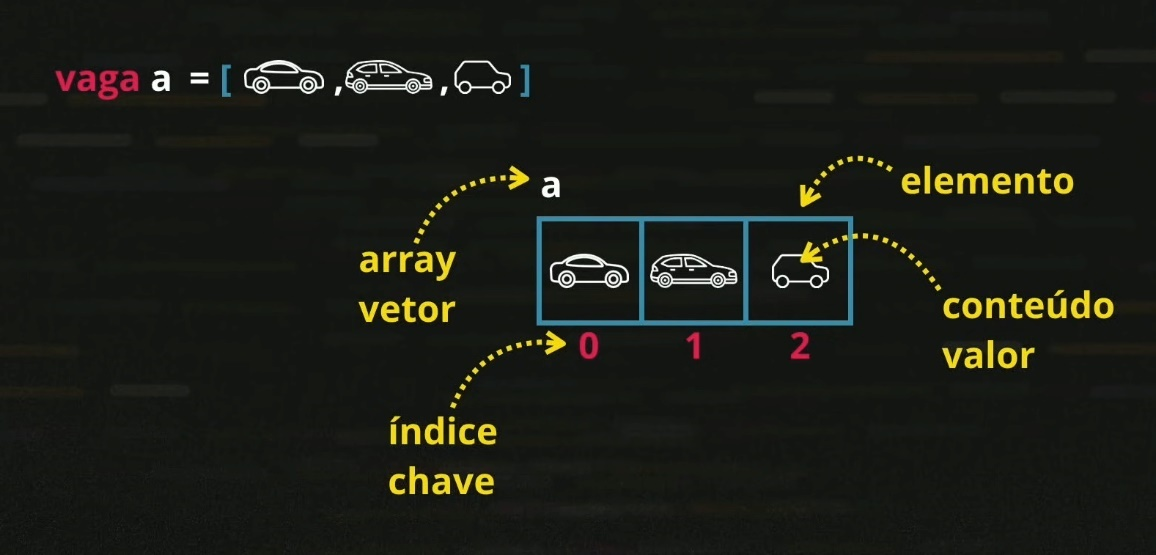 vaga a = [ , , ]
a
elemento
array
vetor
conteúdo
valor
0 1 2
índice
chave